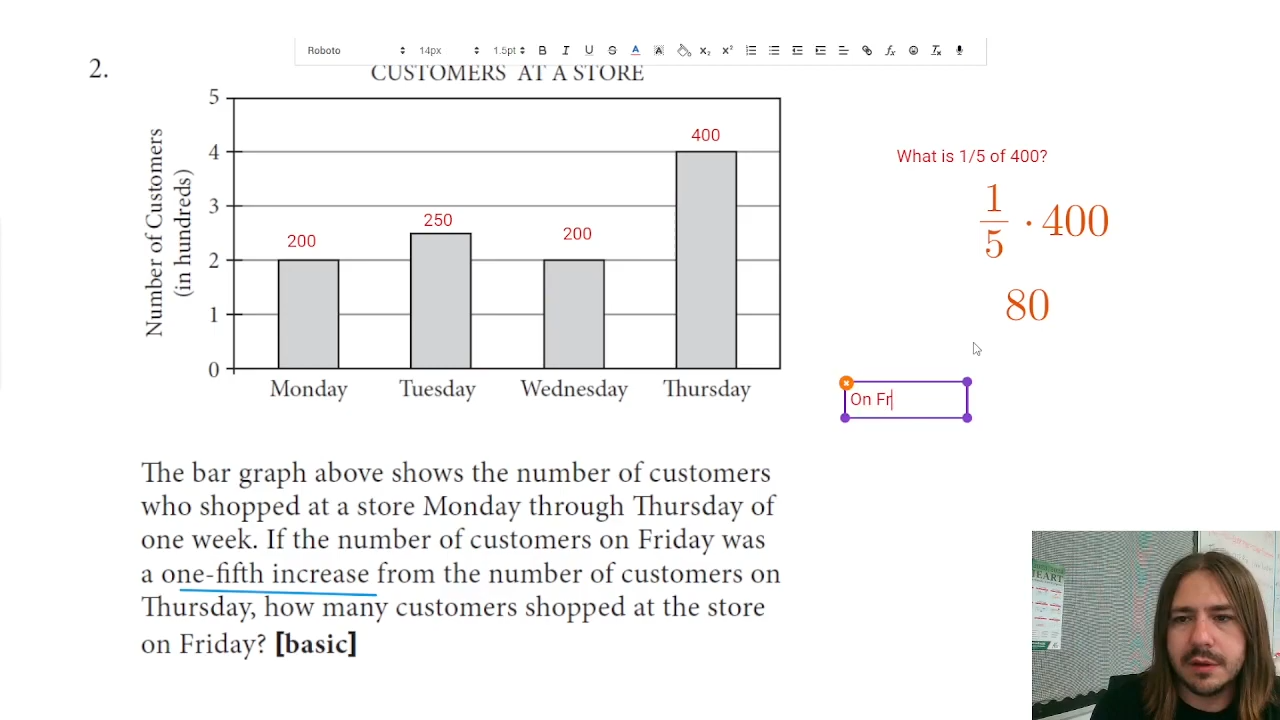 Roboto 14px 1.5pt B I U S A A x₂ x² fx Tx
2.
CUSTOMERS AT A STORE
Number of Customers
(in hundreds)
5
4
3
2
1
0
200
250
200
400
Monday Tuesday Wednesday Thursday
What is 1/5 of 400?
1/5 · 400
80
On Fr
The bar graph above shows the number of customers
who shopped at a store Monday through Thursday of
one week. If the number of customers on Friday was
a one-fifth increase from the number of customers on
Thursday, how many customers shopped at the store
on Friday? [basic]